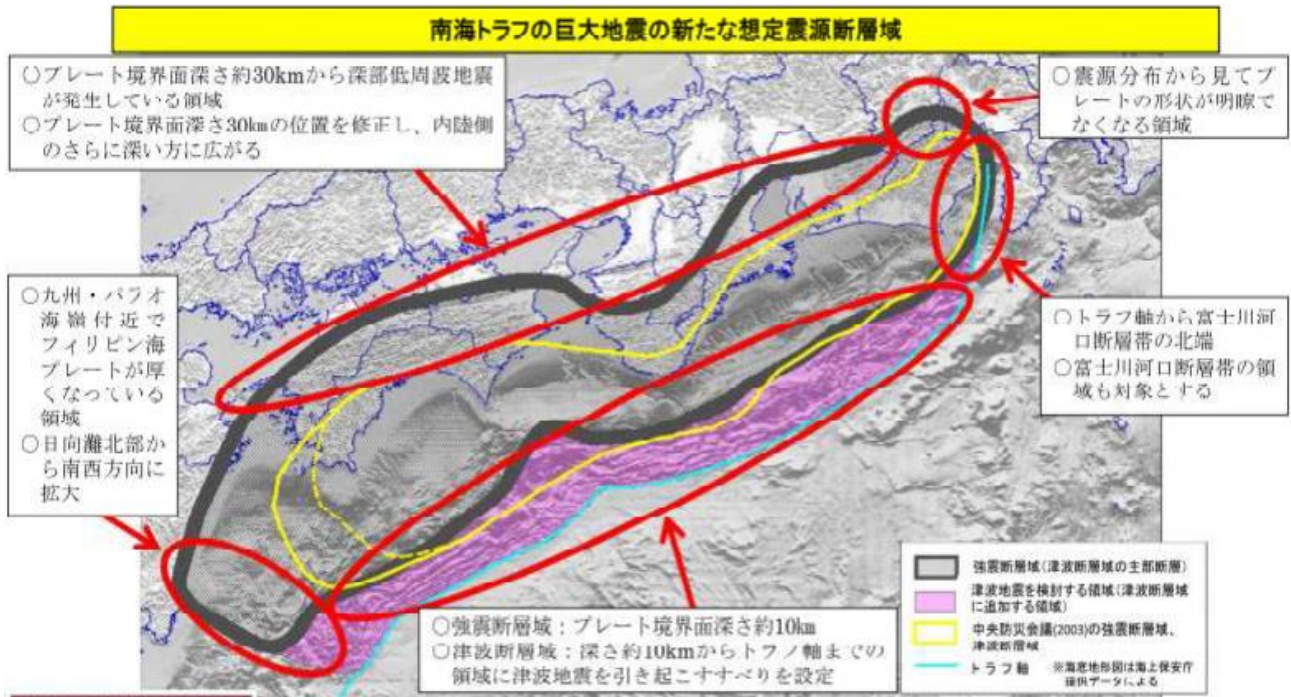 南海トラフの巨大地震の新たな想定震源断層域
○プレート境界面深さ約30kmから深部低周波地震
が発生している領域
○プレート境界面深さ30kmの位置を修正し、内陸側
のさらに深い方に広がる
○震源分布から見てプ
レートの形状が明瞭で
なくなる領域
○九州・パラオ
海嶺付近で
フィリピン海
プレートが厚
くなっている
領域
○日向灘北部か
ら南西方向に
拡大
○トラフ軸から富士川河
口断層帯の北端
○富士川河口断層帯の領
域も対象とする
○強震断層域：プレート境界面深さ約10km
○津波断層域：深さ約10kmからトラフ軸までの
領域に津波地震を引き起こすすべりを設定
強震断層域(津波断層域の主部断層)
津波地震を検討する領域(津波断層域
に追加する領域)
中央防災会議(2003)の強震断層域、
津波断層域
トラフ軸 ※海底地形図は海上保安庁
提供データによる